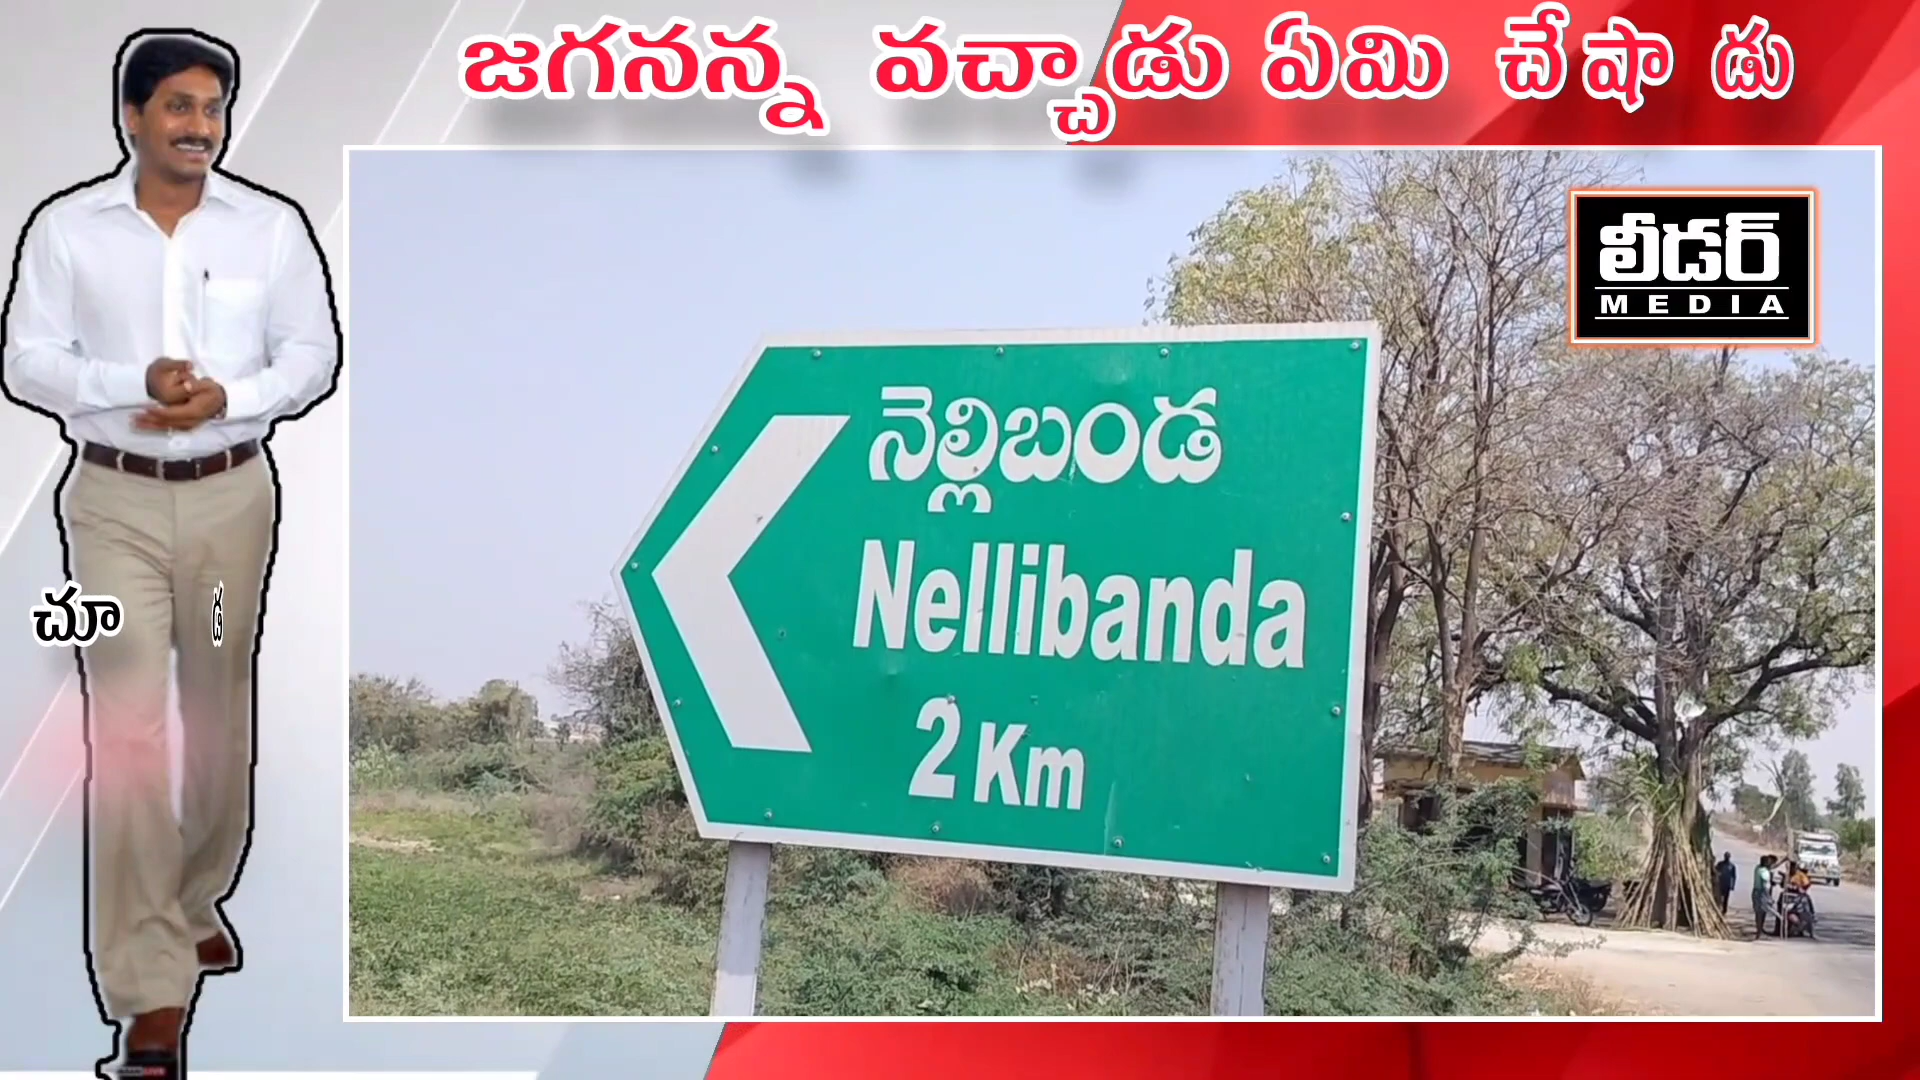 జగనన్న వచ్చాడు ఏమి చేషా డు
లీడర్
MEDIA
నెల్లిబండ
Nellibanda
2 Km
చూ